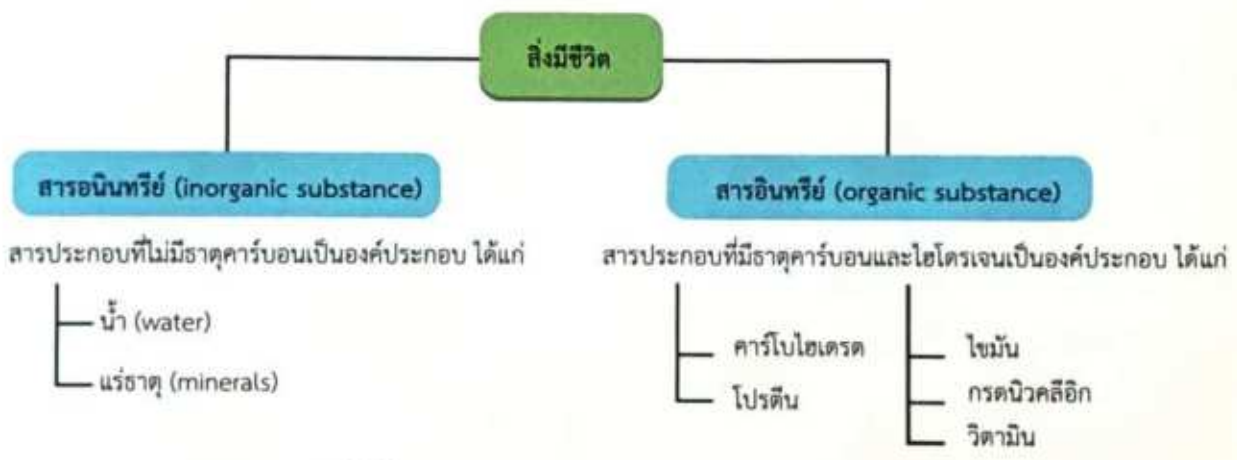 สิ่งมีชีวิต
สารอนินทรีย์ (inorganic substance)
สารประกอบที่ไม่มีธาตุคาร์บอนเป็นองค์ประกอบ ได้แก่
น้ำ (water)
แร่ธาตุ (minerals)
สารอินทรีย์ (organic substance)
สารประกอบที่มีธาตุคาร์บอนและไฮโดรเจนเป็นองค์ประกอบ ได้แก่
คาร์โบไฮเดรต
โปรตีน
ไขมัน
กรดนิวคลีอิก
วิตามิน